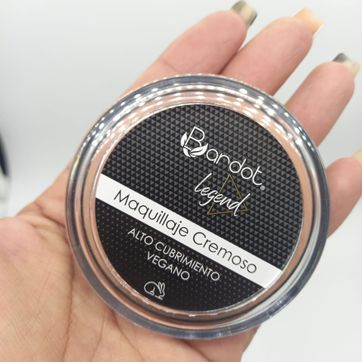 Bardot
legend
Maquillaje Cremoso
ALTO CUBRIMIENTO
VEGANO